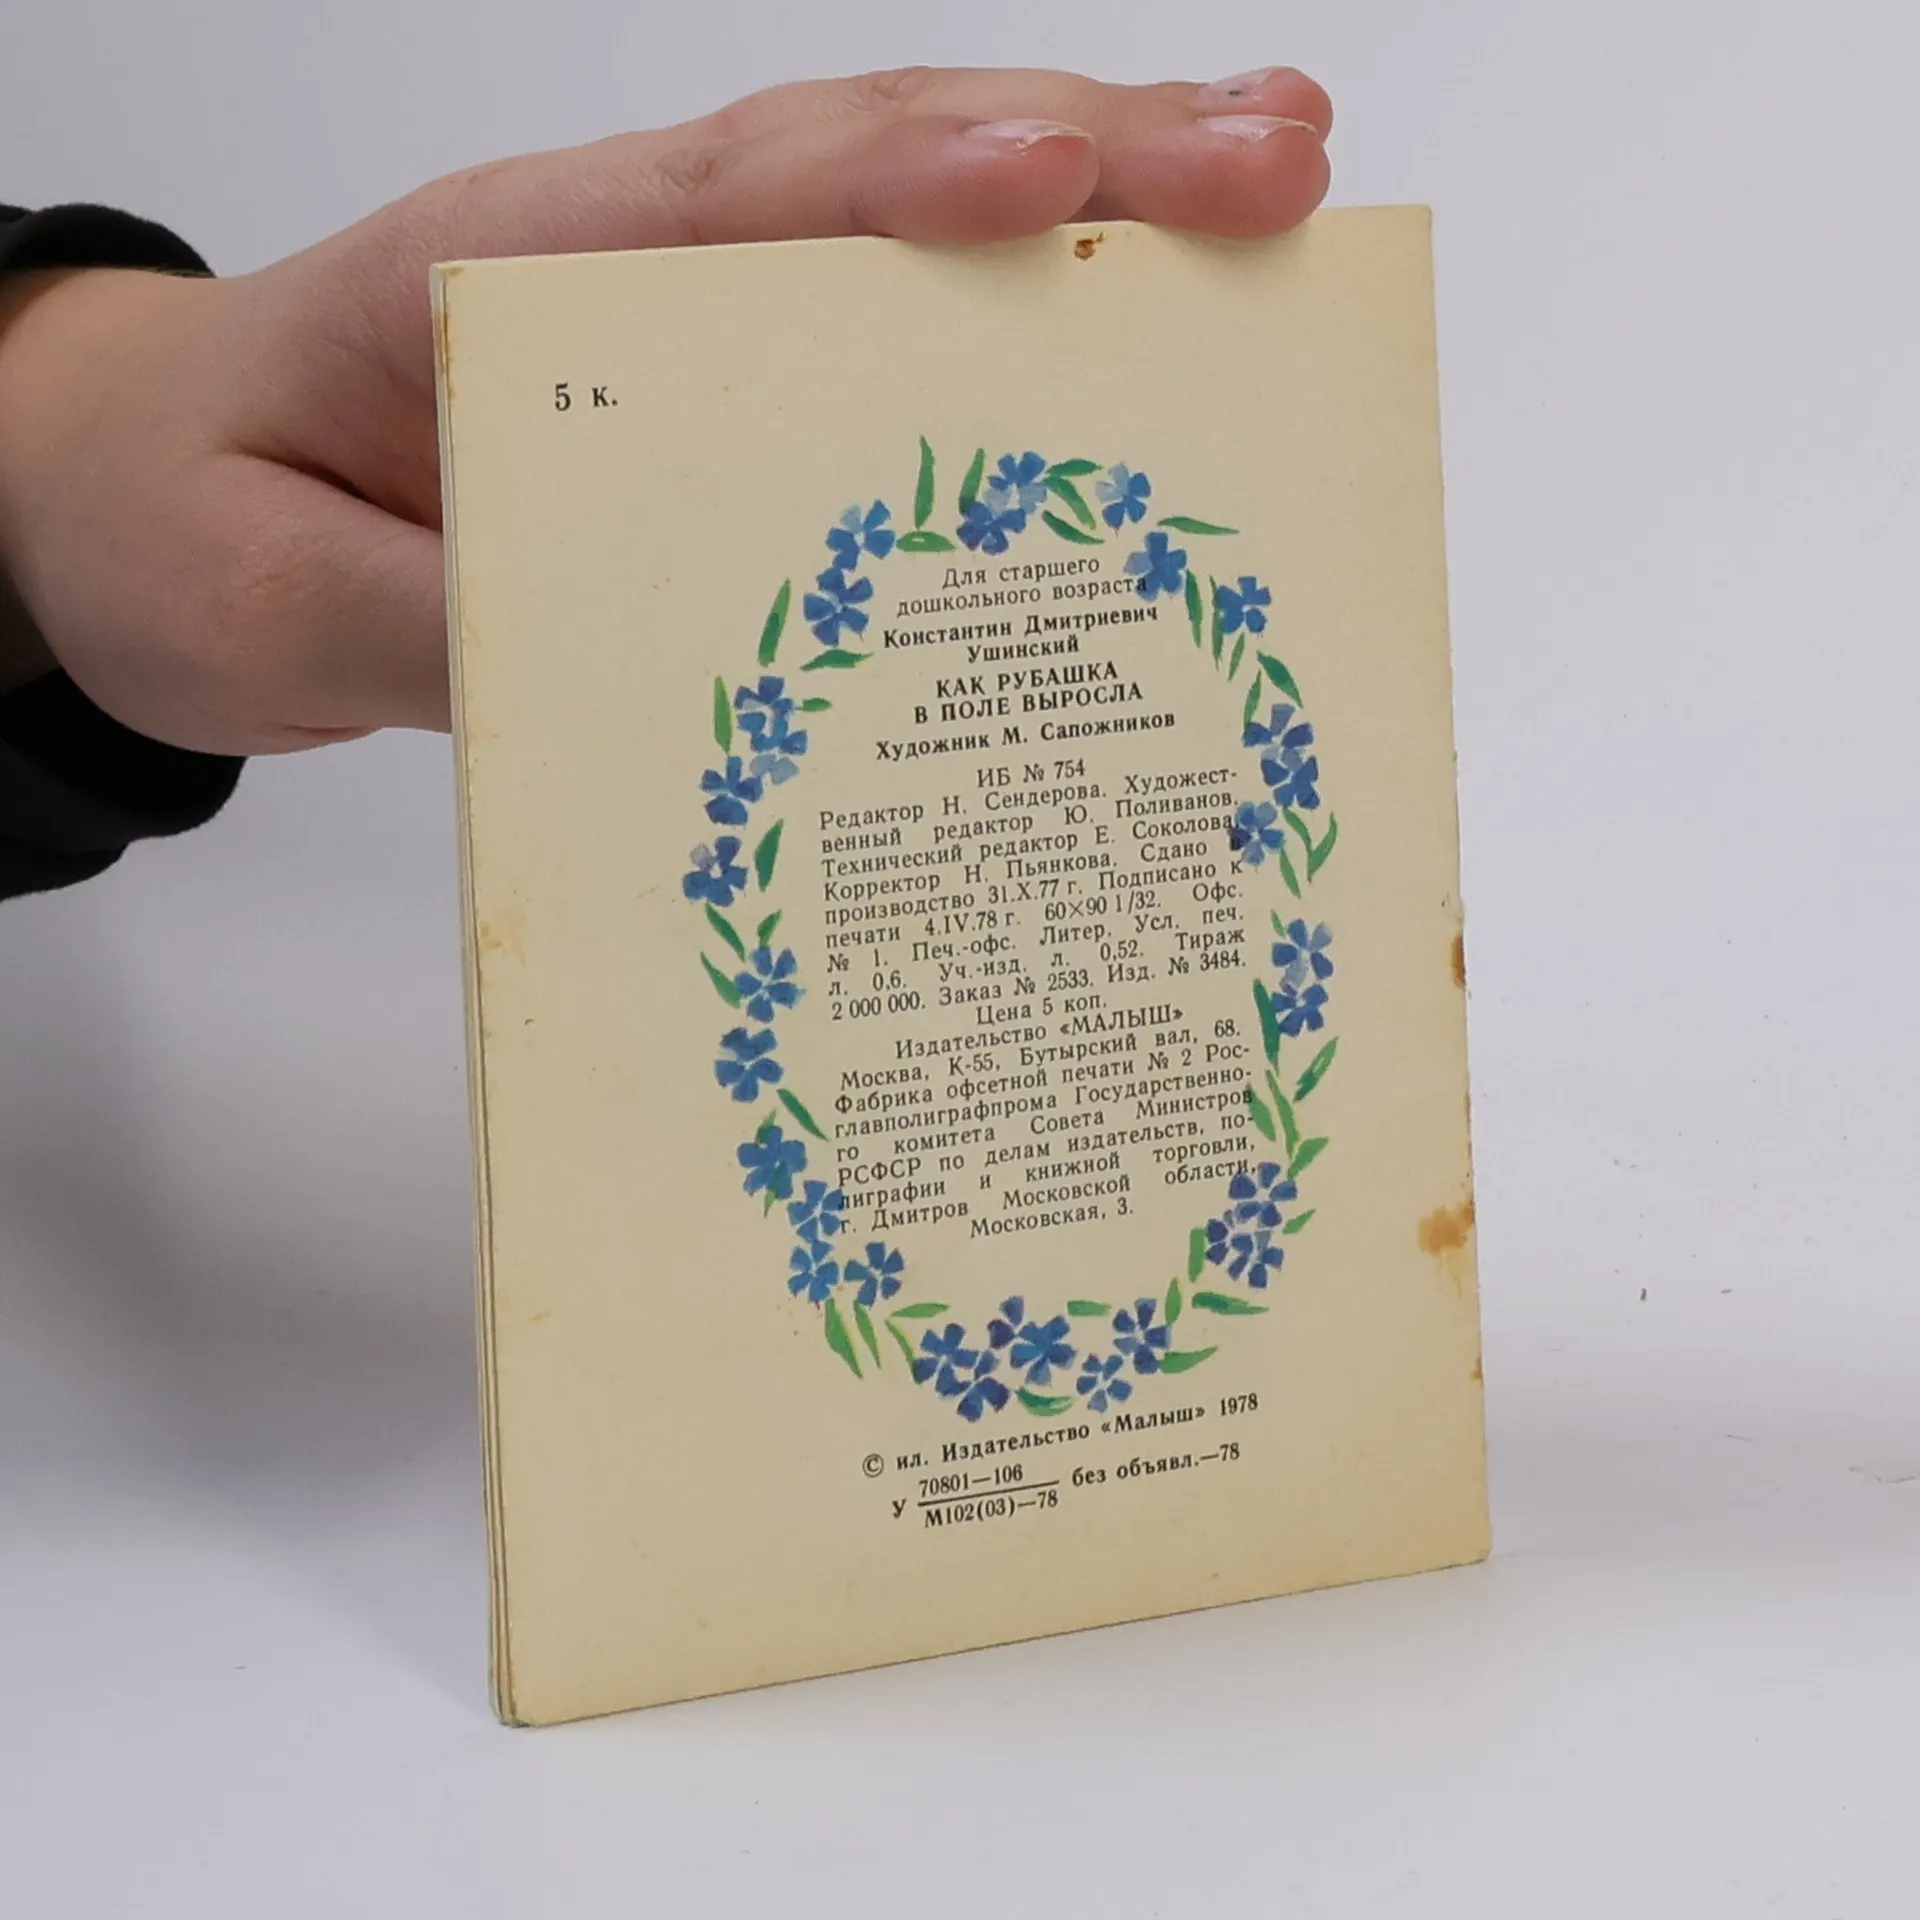 5 к.
Для старшего
дошкольного возраста
Константин Дмитриевич
Ушинский
КАК РУБАШКА
В ПОЛЕ ВЫРОСЛА
Художник М. Сапожников
ИБ № 754
Редактор Н. Сендерова. Художест-
венный редактор Ю. Поливанов.
Технический редактор Е. Соколова.
Корректор Н. Пьянкова. Сдано в
производство 31.X.77 г. Подписано к
печати 4.IV.78 г. 60×90 1/32. Офс.
№ 1. Печ.-офс. Литер. Усл. печ.
л. 0,6. Уч.-изд. л. 0,52. Тираж
2 000 000. Заказ № 2533. Изд. № 3484.
Цена 5 коп.
Издательство «МАЛЫШ»
Москва, К-55, Бутырский вал, 68.
Фабрика офсетной печати № 2 Рос-
главполиграфпрома Государственно-
го комитета Совета Министров
РСФСР по делам издательств, по-
лиграфии и книжной торговли,
г. Дмитров Московской области,
Московская, 3.
© ил. Издательство «Малыш» 1978
У 70801—106 без объявл.—78
М102(03)—78